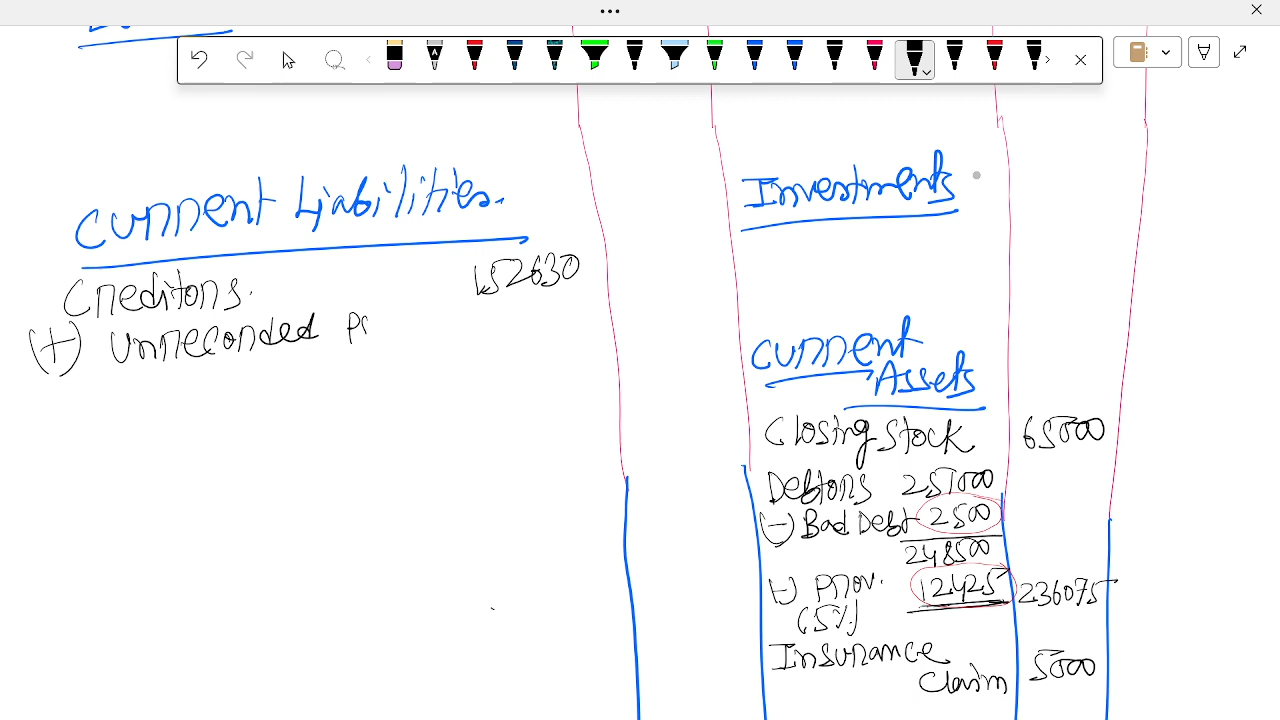 Current Liabilities.
Creditors. 152630
(+) Unrecorded
Investments
Current
Assets
Closing Stock 65000
Debtors 251000
(-) Bad Debt 2500
248500
(-) Prov. 12425 236075
(5%)
Insurance
Claim 5000